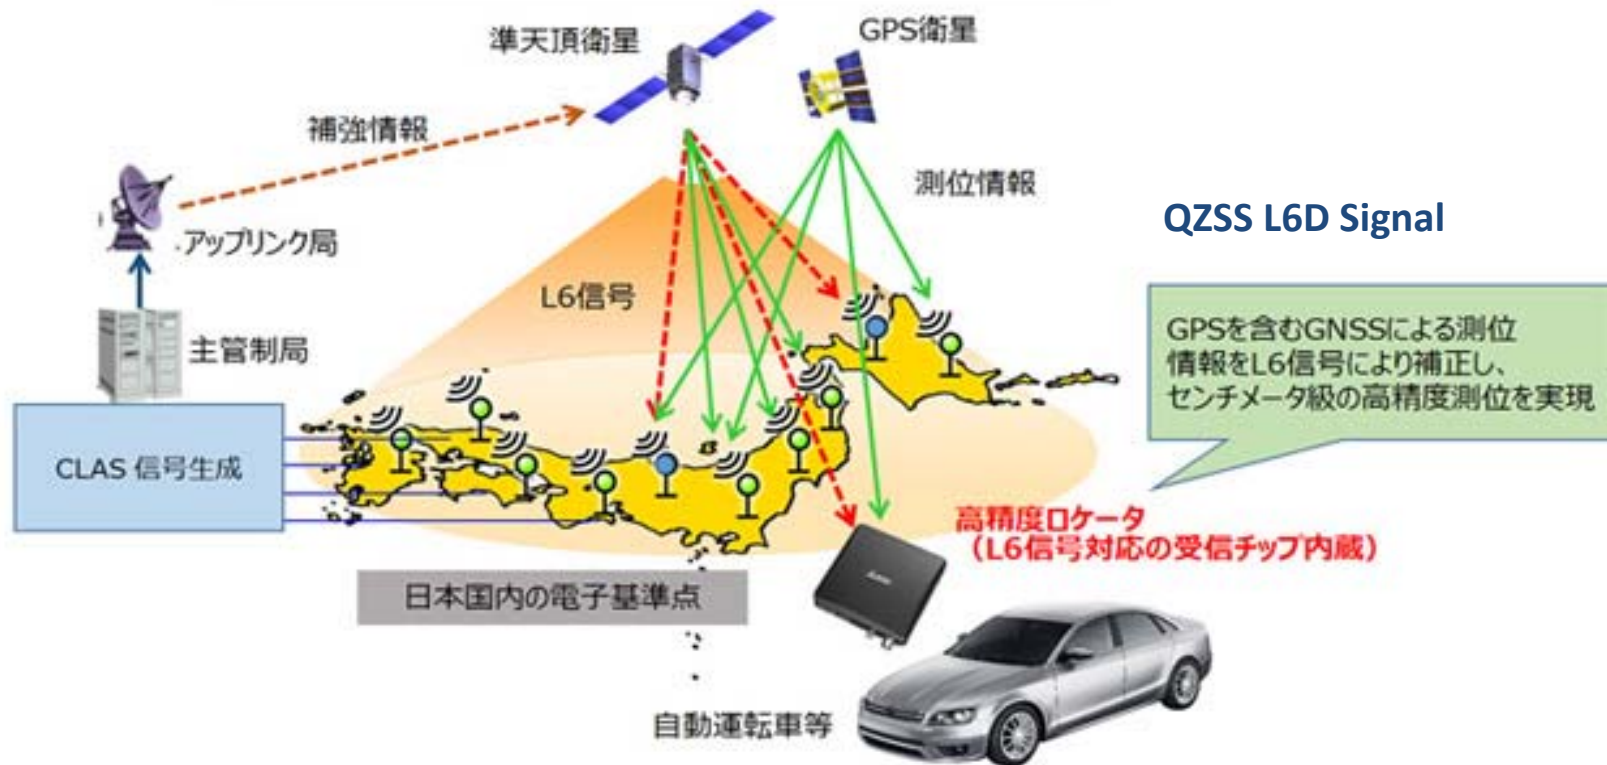 準天頂衛星
GPS衛星
補強情報
測位情報
QZSS L6D Signal
アップリンク局
L6信号
主管制局
GPSを含むGNSSによる測位
情報をL6信号により補正し、
センチメータ級の高精度測位を実現
CLAS 信号生成
高精度ロケータ
（L6信号対応の受信チップ内蔵）
日本国内の電子基準点
自動運転車等